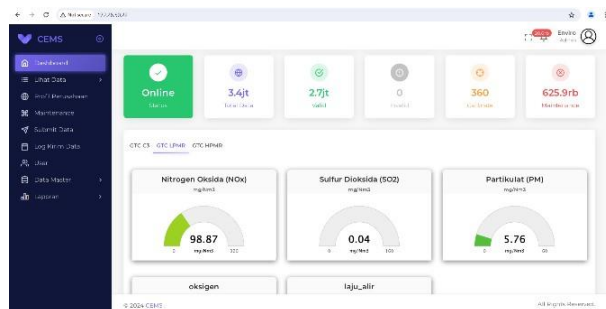 CEMS
Enviro
Dashboard
Lihat Data
Profil Perusahaan
Maintenance
Submit Data
Log Kirim Data
User
Data Master
Laporan
Online
Status
3.4jt
Total Data
2.7jt
Valid
0
Invalid
360
625.9rb
Maintenance
GTC C3 GTC LPMR GTC HPMR
Nitrogen Oksida (NOx)
mg/Nm3
98.87
0 mg/Nm3
Sulfur Dioksida (SO2)
mg/Nm3
0.04
0 mg/Nm3
Partikulat (PM)
mg/Nm3
5.76
0 mg/Nm3
oksigen
laju_alir
© 2024 CEMS
All Rights Reserved.